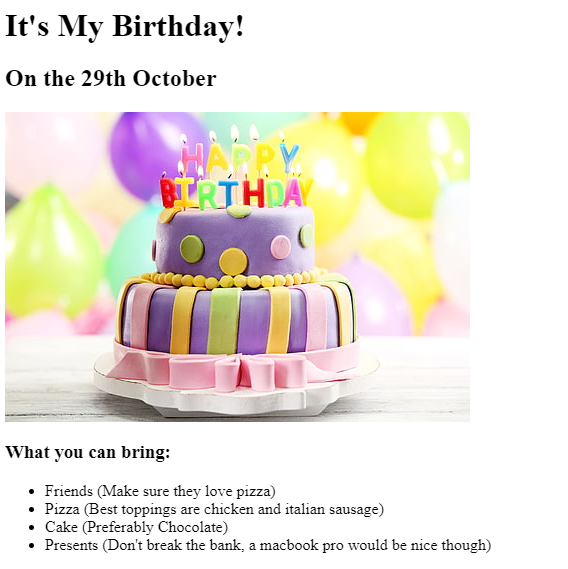 It's My Birthday!
On the 29th October
HAPPY
BIRTHDAY
What you can bring:
Friends (Make sure they love pizza)
Pizza (Best toppings are chicken and italian sausage)
Cake (Preferably Chocolate)
Presents (Don't break the bank, a macbook pro would be nice though)